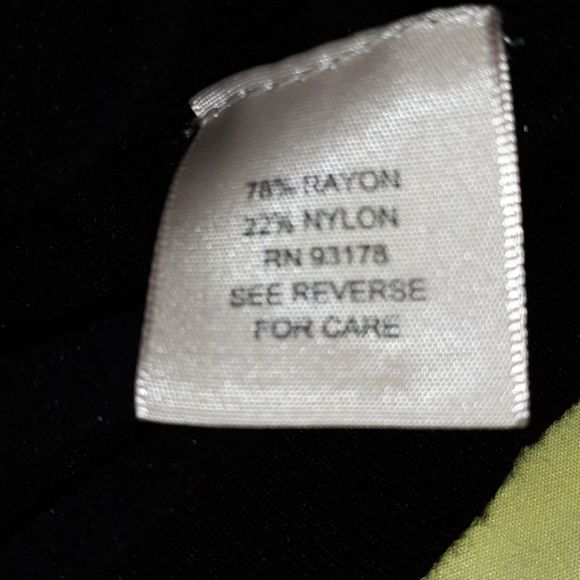 78% RAYON
22% NYLON
RN 93178
SEE REVERSE
FOR CARE